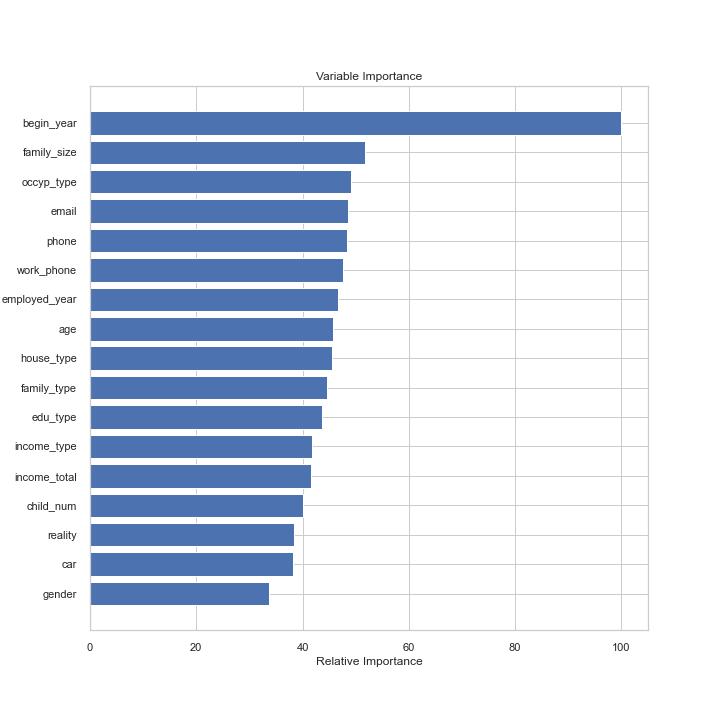 Variable Importance
begin_year
family_size
occyp_type
email
phone
work_phone
employed_year
age
house_type
family_type
edu_type
income_type
income_total
child_num
reality
car
gender
0 20 40 60 80 100
Relative Importance